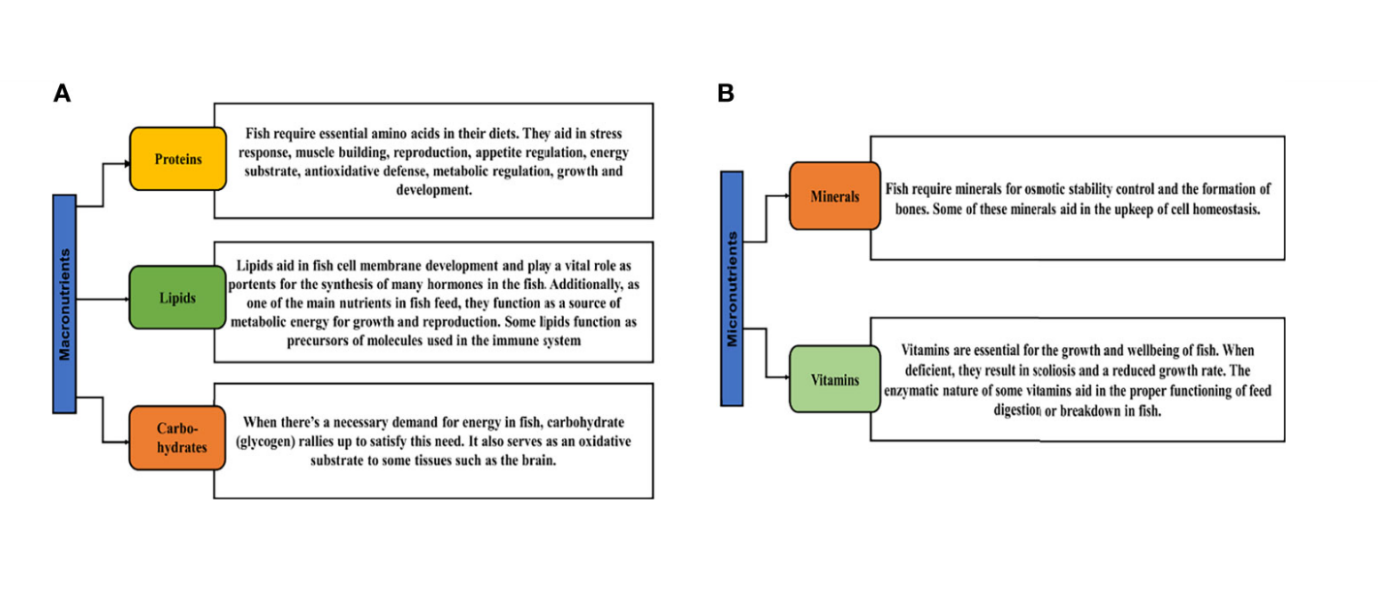 A
Macronutrients
Proteins
Fish require essential amino acids in their diets. They aid in stress
response, muscle building, reproduction, appetite regulation, energy
substrate, antioxidative defense, metabolic regulation, growth and
development.
Lipids
Lipids aid in fish cell membrane development and play a vital role as
portents for the synthesis of many hormones in the fish. Additionally, as
one of the main nutrients in fish feed, they function as a source of
metabolic energy for growth and reproduction. Some lipids function as
precursors of molecules used in the immune system
Carbo-
hydrates
When there's a necessary demand for energy in fish, carbohydrate
(glycogen) rallies up to satisfy this need. It also serves as an oxidative
substrate to some tissues such as the brain.
B
Micronutrients
Minerals
Fish require minerals for osmotic stability control and the formation of
bones. Some of these minerals aid in the upkeep of cell homeostasis.
Vitamins
Vitamins are essential for the growth and wellbeing of fish. When
deficient, they result in scoliosis and a reduced growth rate. The
enzymatic nature of some vitamins aid in the proper functioning of feed
digestion or breakdown in fish.